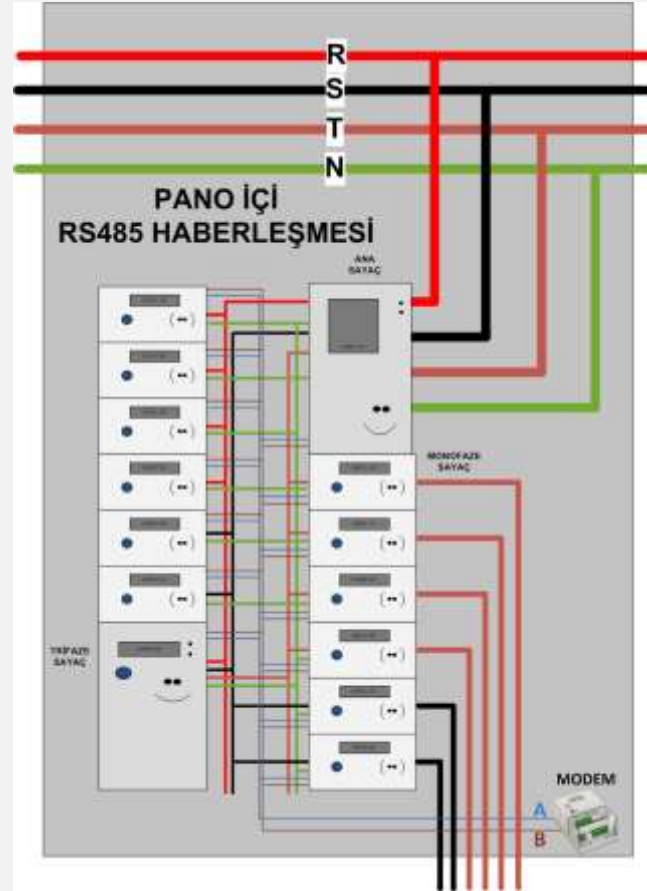 R
S
T
N
PANO İÇİ
RS485 HABERLEŞMESİ
ANA
SAYAÇ
MONOFAZE
SAYAÇ
TRİFAZE
SAYAÇ
MODEM
A
B